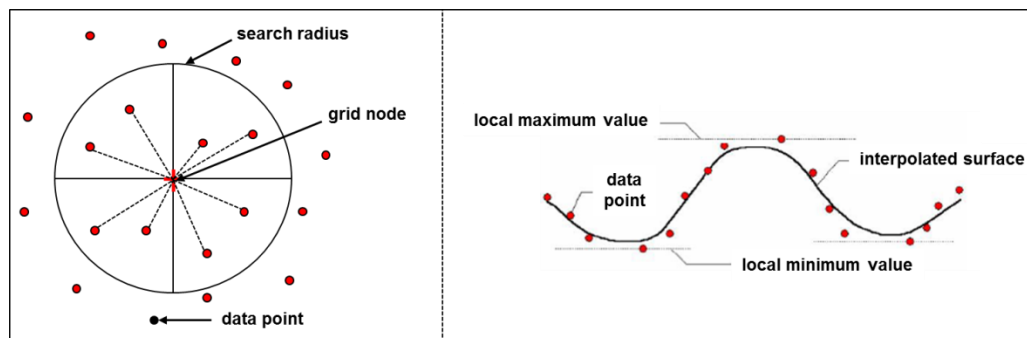 search radius
grid node
data point
local maximum value
interpolated surface
data
point
local minimum value